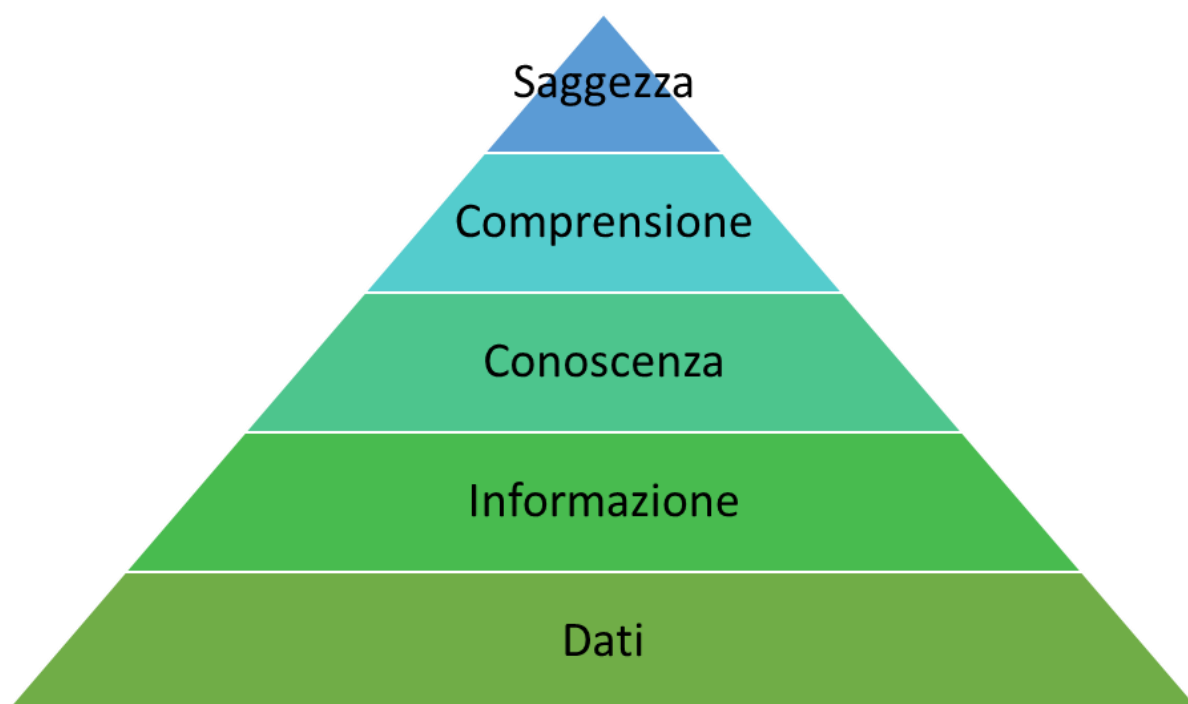 Saggezza
Comprensione
Conoscenza
Informazione
Dati